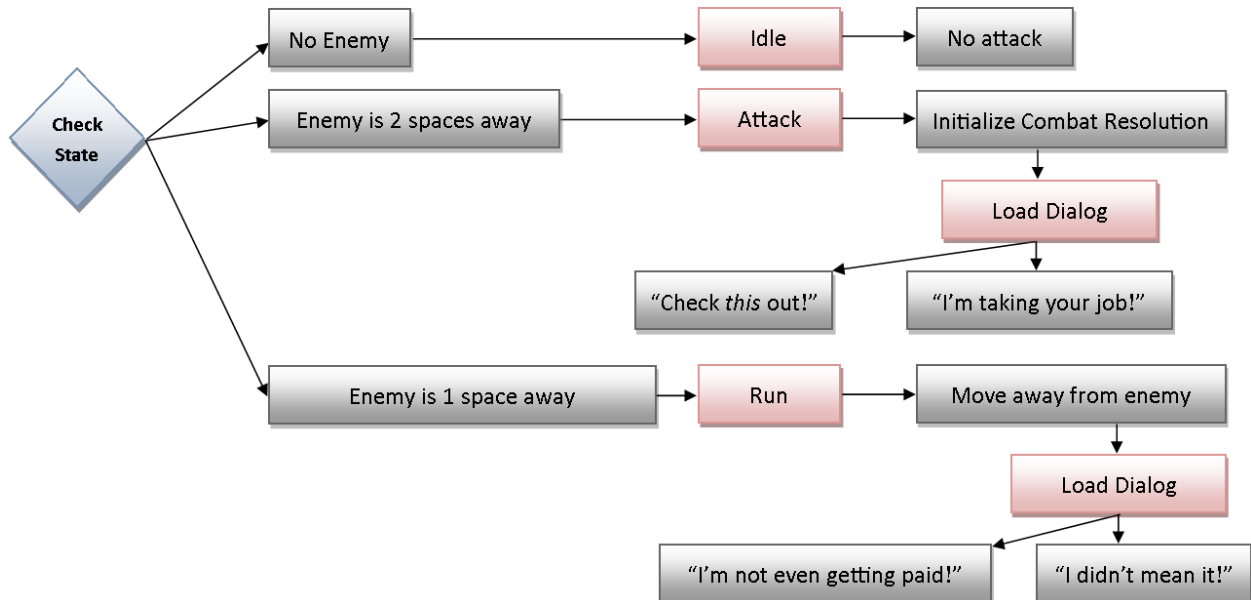 No Enemy
Idle
No attack
Check
State
Enemy is 2 spaces away
Attack
Initialize Combat Resolution
Load Dialog
“Check this out!”
“I’m taking your job!”
Enemy is 1 space away
Run
Move away from enemy
Load Dialog
“I’m not even getting paid!”
“I didn’t mean it!”